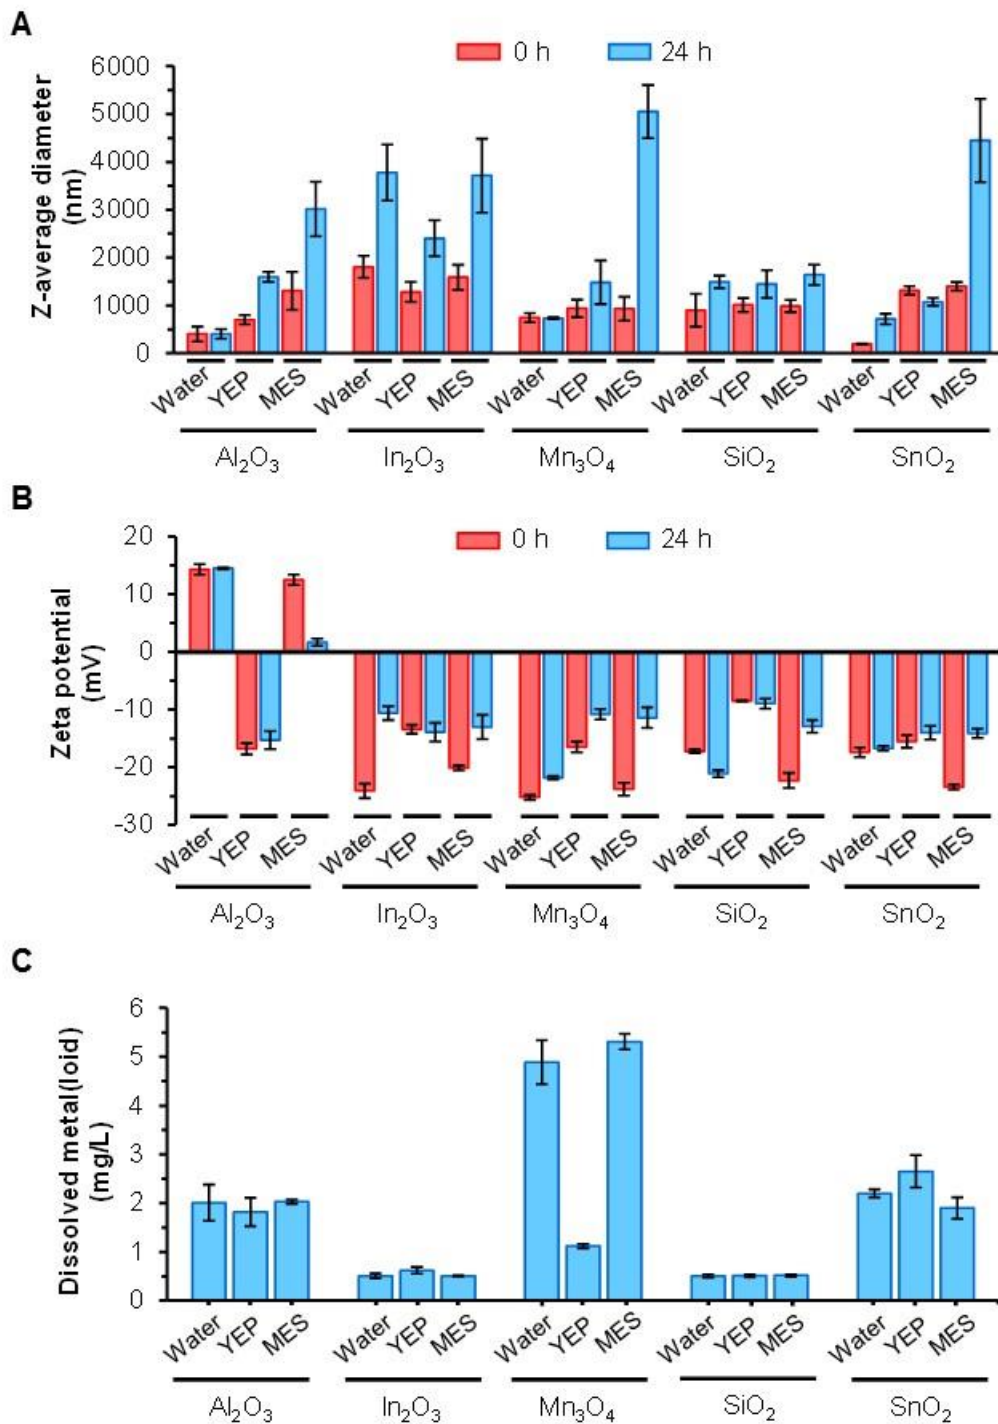 A
0 h 24 h
Z-average diameter
(nm)
6000
5000
4000
3000
2000
1000
0
Water YEP MES Water YEP MES Water YEP MES Water YEP MES Water YEP MES
Al₂O₃ In₂O₃ Mn₃O₄ SiO₂ SnO₂
B
0 h 24 h
Zeta potential
(mV)
20
10
0
-10
-20
-30
Water YEP MES Water YEP MES Water YEP MES Water YEP MES Water YEP MES
Al₂O₃ In₂O₃ Mn₃O₄ SiO₂ SnO₂
C
Dissolved metal(loid)
(mg/L)
6
5
4
3
2
1
0
Water YEP MES Water YEP MES Water YEP MES Water YEP MES Water YEP MES
Al₂O₃ In₂O₃ Mn₃O₄ SiO₂ SnO₂